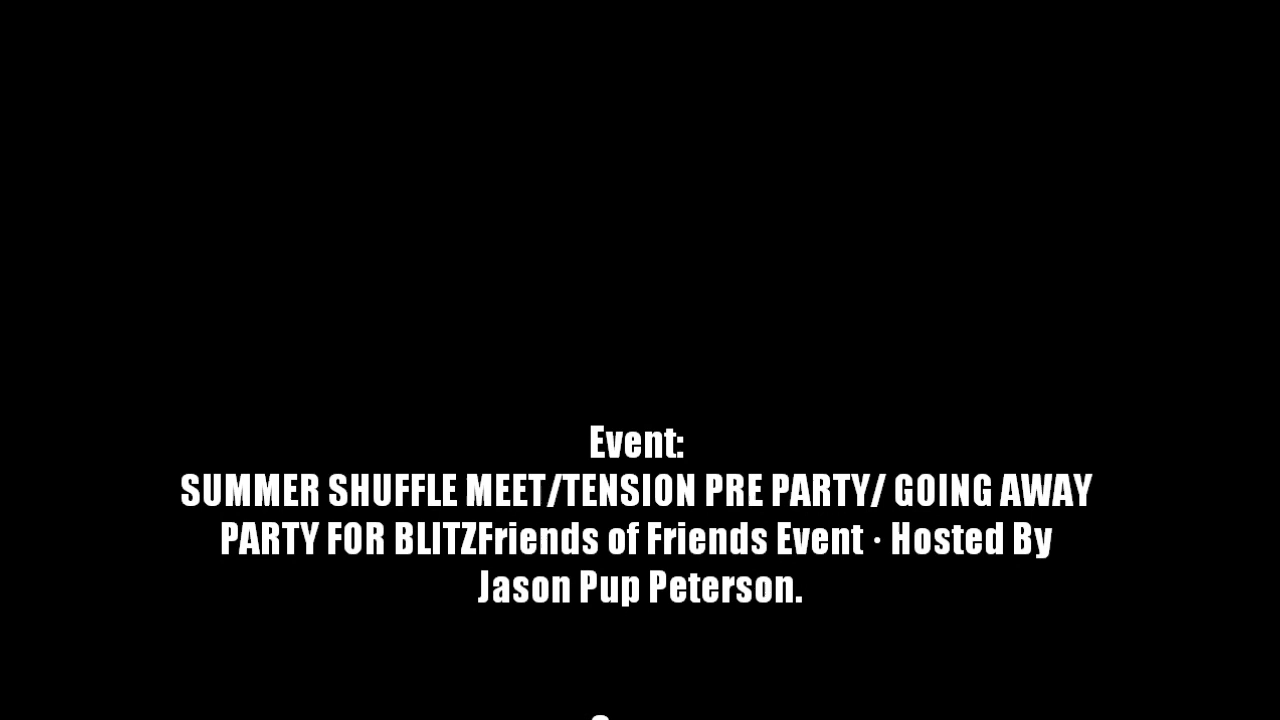 Event:
SUMMER SHUFFLE MEET/TENSION PRE PARTY/ GOING AWAY
PARTY FOR BLITZFriends of Friends Event · Hosted By
Jason Pup Peterson.